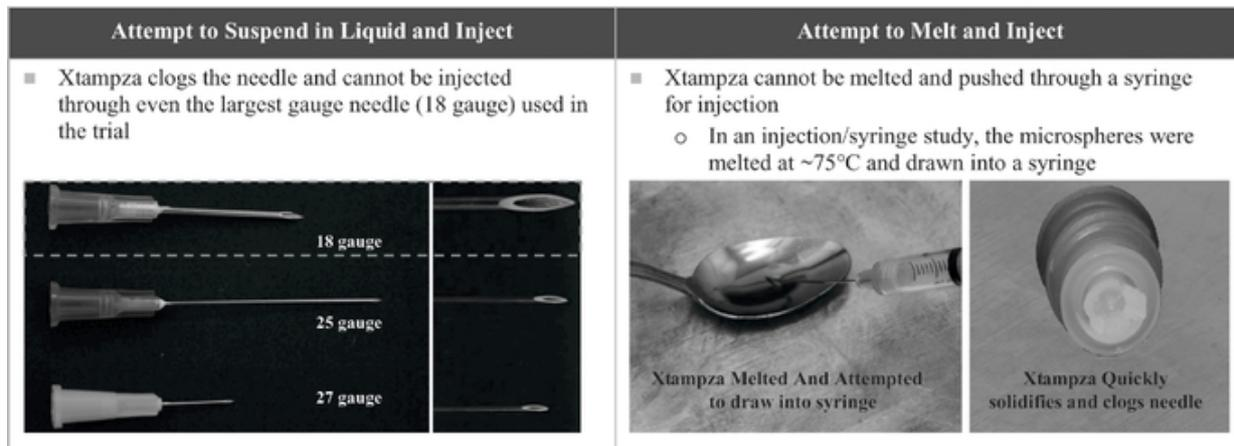 Attempt to Suspend in Liquid and Inject
Xtampza clogs the needle and cannot be injected
through even the largest gauge needle (18 gauge) used in
the trial
18 gauge
25 gauge
27 gauge
Attempt to Melt and Inject
Xtampza cannot be melted and pushed through a syringe
for injection
In an injection/syringe study, the microspheres were
melted at ~75°C and drawn into a syringe
Xtampza Melted And Attempted
to draw into syringe
Xtampza Quickly
solidifies and clogs needle